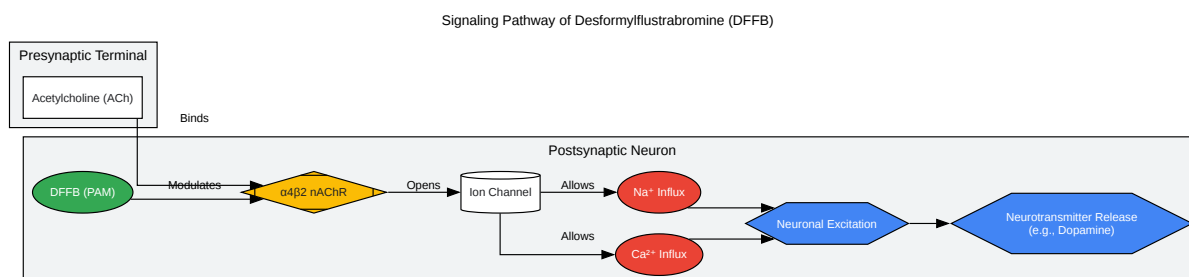 Signaling Pathway of Desformylflustrabromine (DFFB)
Presynaptic Terminal
Acetylcholine (ACh)
Binds
Postsynaptic Neuron
DFFB (PAM)
Modulates
α4β2 nAChR
Opens
Ion Channel
Allows
Na⁺ Influx
Allows
Ca²⁺ Influx
Neuronal Excitation
Neurotransmitter Release
(e.g., Dopamine)